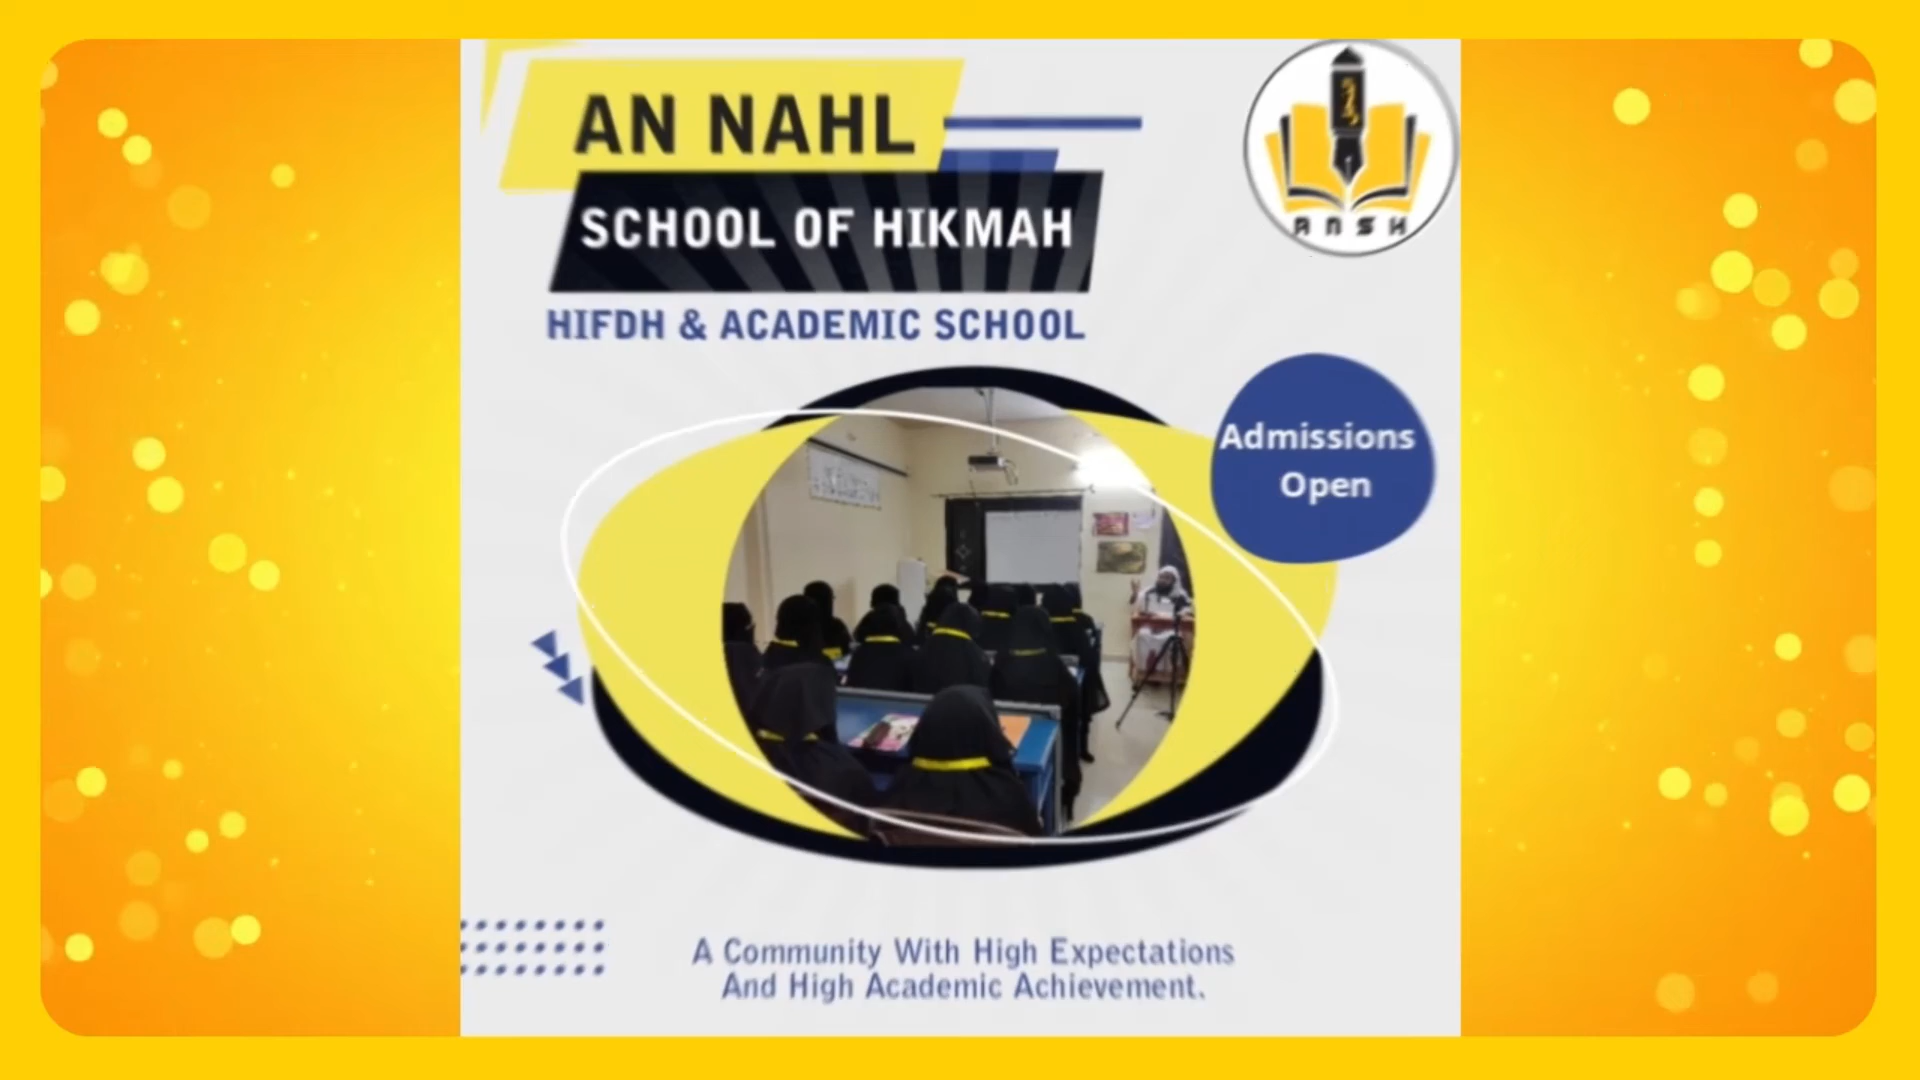 AN NAHL
SCHOOL OF HIKMAH
HIFDH & ACADEMIC SCHOOL
ANSH
Admissions
Open
A Community With High Expectations
And High Academic Achievement.